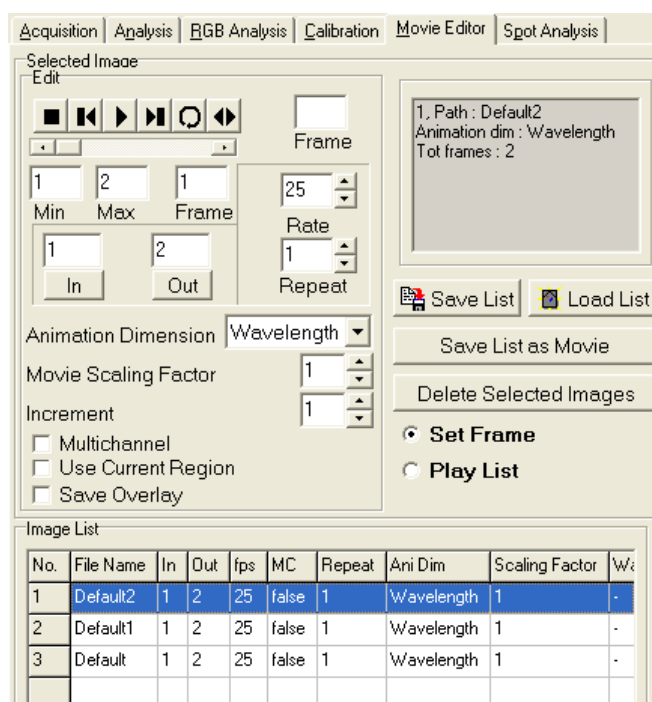 Acquisition Analysis RGB Analysis Calibration Movie Editor Spot Analysis
Selected Image
Edit
Frame
1 2 1
Min Max Frame
25
Rate
1 2
In Out
1
Repeat
Animation Dimension Wavelength
Movie Scaling Factor 1
Increment 1
Multichannel
Use Current Region
Save Overlay
1, Path : Default2
Animation dim : Wavelength
Tot frames : 2
Save List Load List
Save List as Movie
Delete Selected Images
Set Frame
Play List
Image List
No. File Name In Out fps MC Repeat Ani Dim Scaling Factor
1 Default2 1 2 25 false 1 Wavelength 1 -
2 Default1 1 2 25 false 1 Wavelength 1 -
3 Default 1 2 25 false 1 Wavelength 1 -